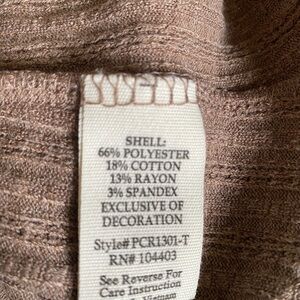 SHELL:
66% POLYESTER
18% COTTON
13% RAYON
3% SPANDEX
EXCLUSIVE OF
DECORATION
Style# PCR1301-T
RN# 104403
See Reverse For
Care Instruction
Vietnam